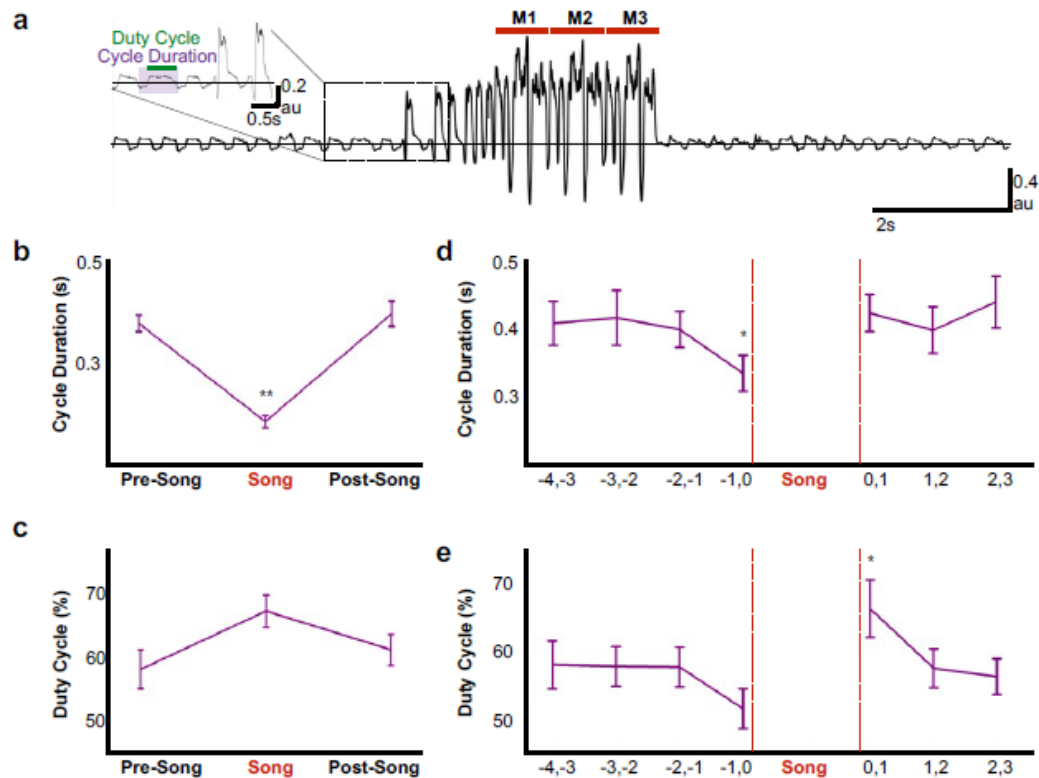 a
M1 M2 M3
Duty Cycle
Cycle Duration
0.2
au
0.5s
0.4
au
2s
b
Cycle Duration (s)
0.5
0.3
**
Pre-Song Song Post-Song
d
Cycle Duration (s)
0.5
0.4
0.3
*
-4,-3 -3,-2 -2,-1 -1,0 Song 0,1 1,2 2,3
c
Duty Cycle (%)
70
60
50
Pre-Song Song Post-Song
e
Duty Cycle (%)
70
60
50
*
-4,-3 -3,-2 -2,-1 -1,0 Song 0,1 1,2 2,3